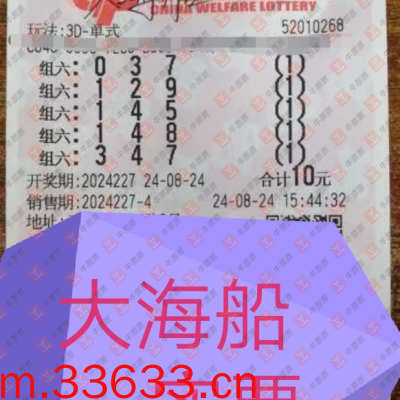 CHINA WELFARE LOTTERY
玩法:3D-单式 52010268
组六: 0 3 7 (1)
组六: 1 2 9 (1)
组六: 1 4 5 (1)
组六: 1 4 8 (1)
组六: 3 4 7 (1)
开奖期:2024227 24-08-24 合计10元
销售期:2024227-4 24-08-24 15:44:32
地址:
大海船
m.33633.cn